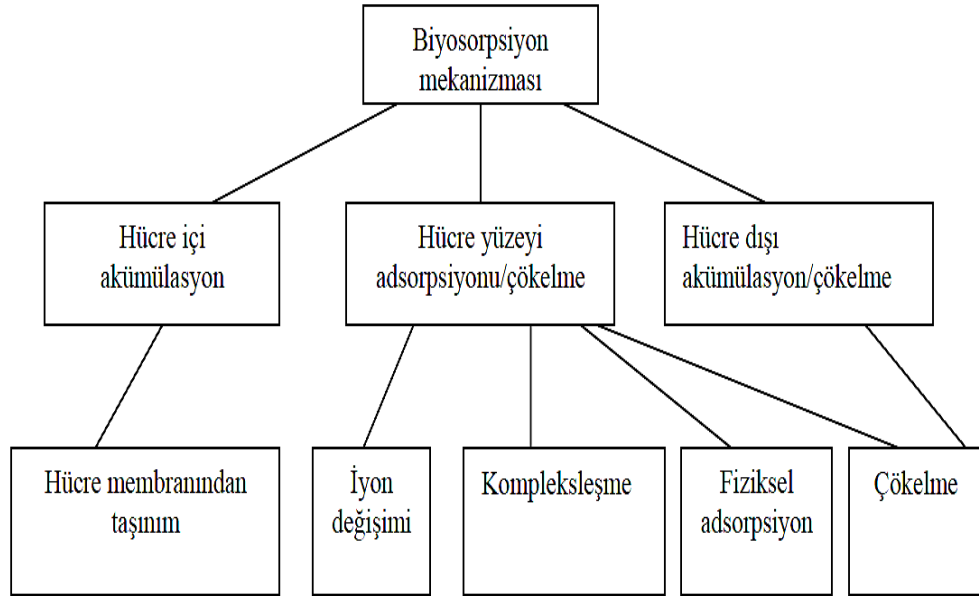 Biyosorpsiyon
mekanizması
Hücre içi
akümülasyon
Hücre yüzeyi
adsorpsiyonu/çökelme
Hücre dışı
akümülasyon/çökelme
Hücre membranından
taşınım
İyon
değişimi
Kompleksleşme
Fiziksel
adsorpsiyon
Çökelme